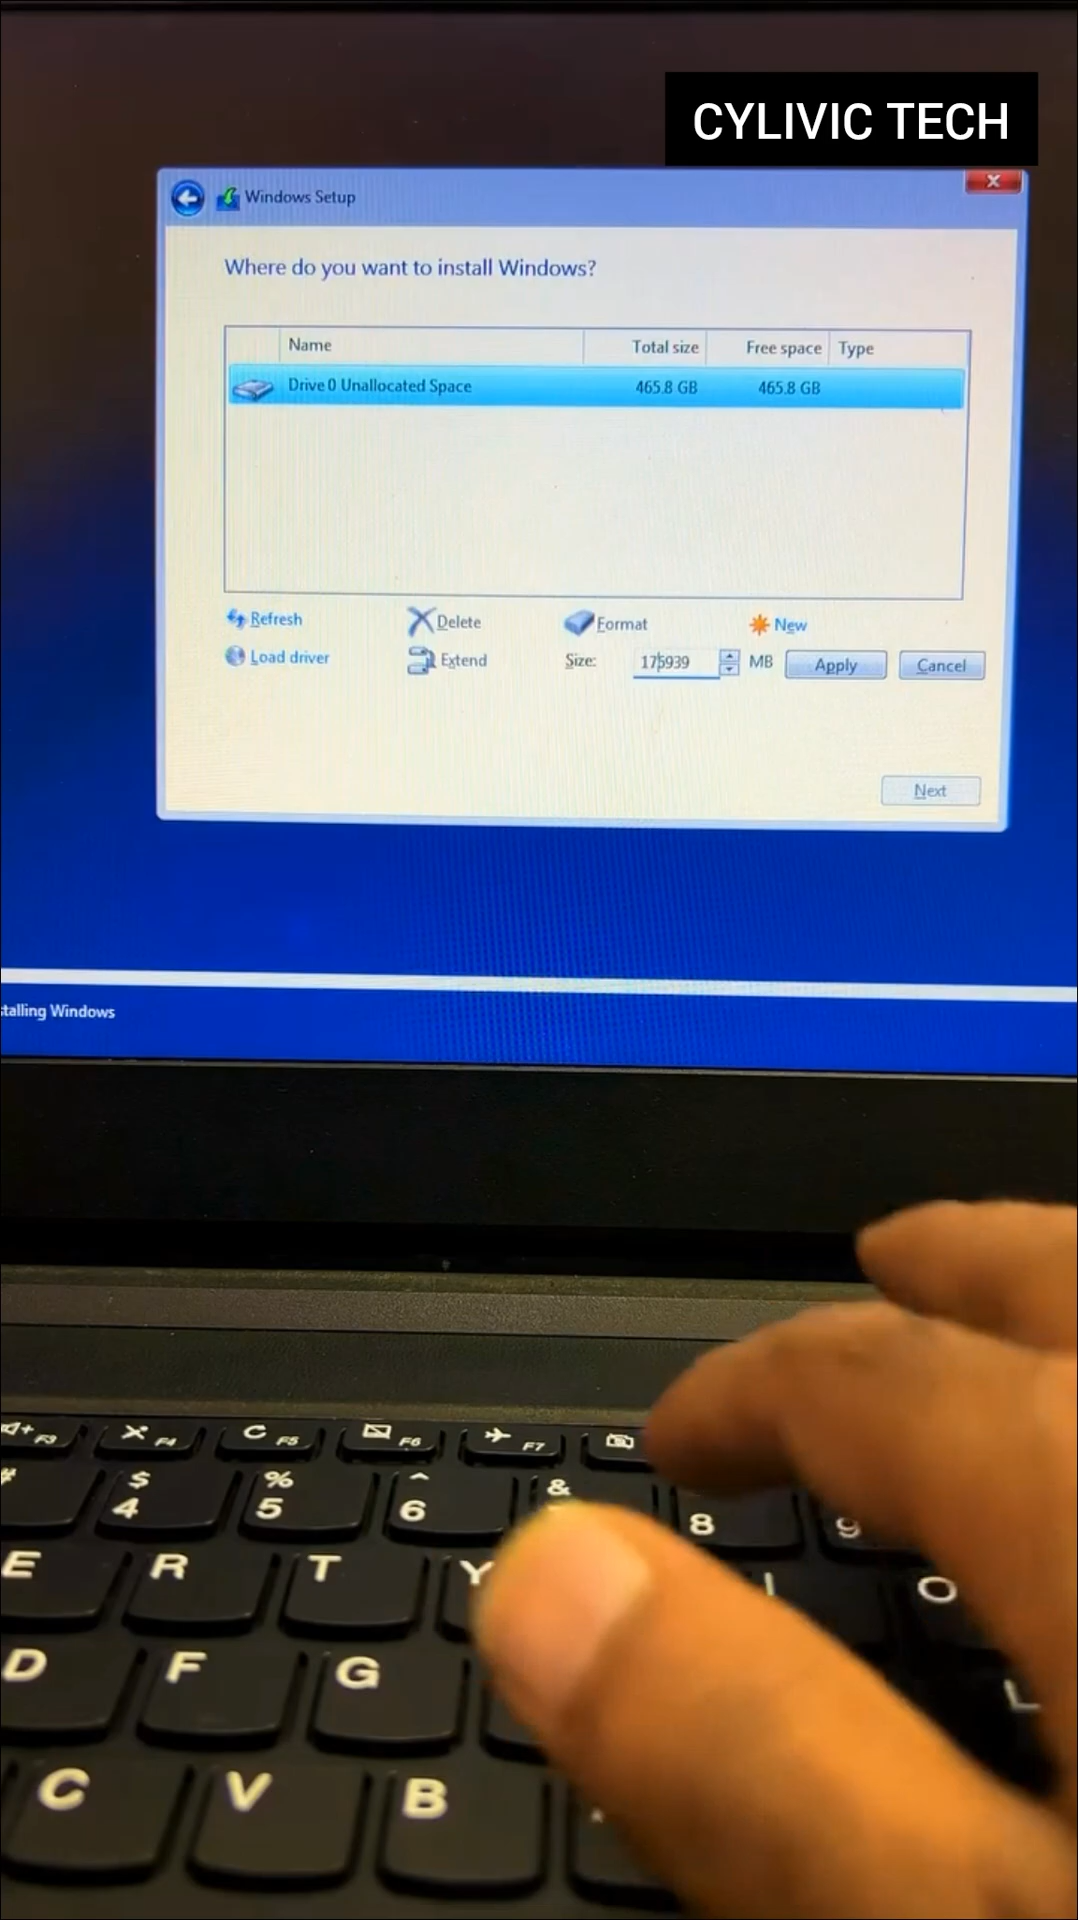 CYLIVIC TECH
Windows Setup
Where do you want to install Windows?
Name Total size Free space Type
Drive 0 Unallocated Space 465.8 GB 465.8 GB
Refresh Delete Format New
Load driver Extend Size: 175939 MB Apply Cancel
Next
talling Windows
F3 F4 F5 F6 F7
# $ % ^ &
4 5 6 8 9
E R T Y O
D F G L
C V B